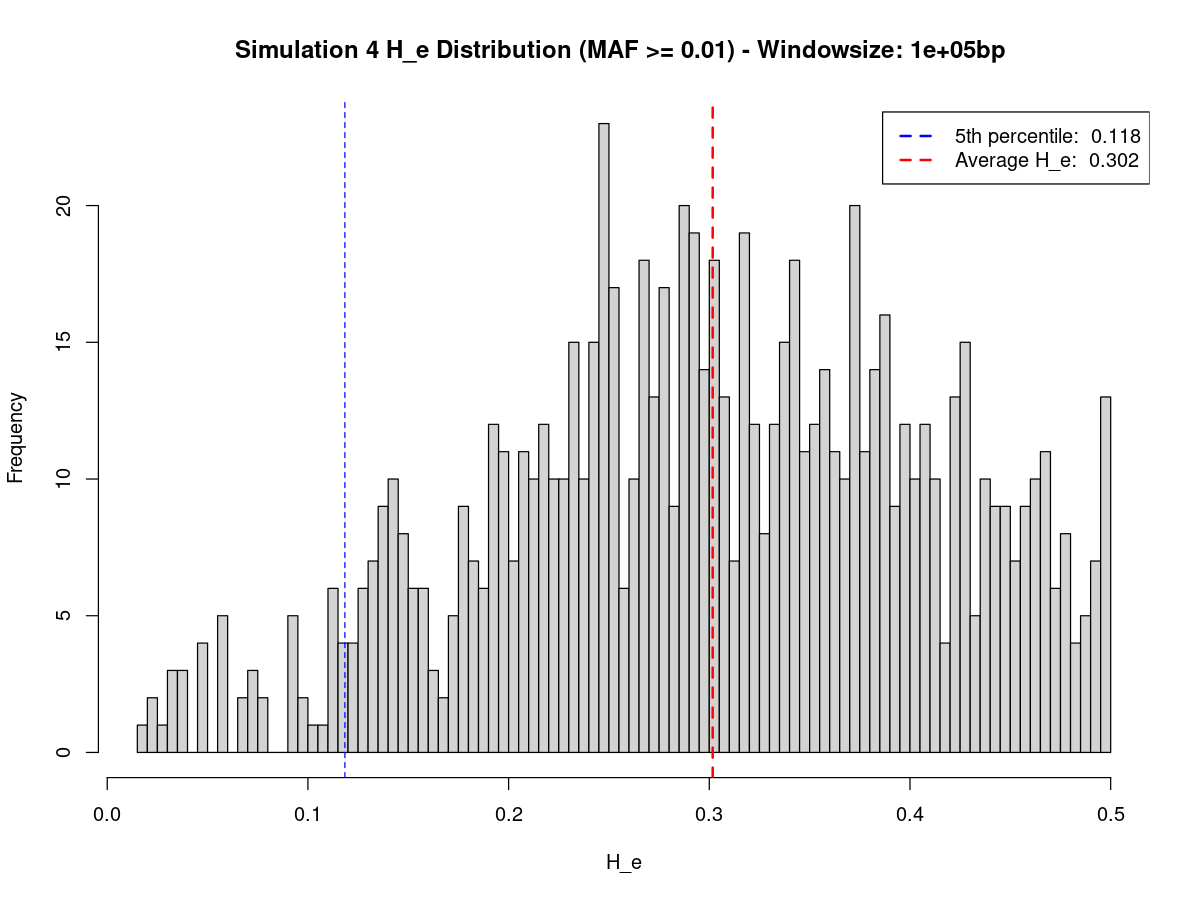 Simulation 4 H_e Distribution (MAF >= 0.01) - Windowsize: 1e+05bp
5th percentile: 0.118
Average H_e: 0.302
Frequency
20
15
10
5
0
0.0 0.1 0.2 0.3 0.4 0.5
H_e